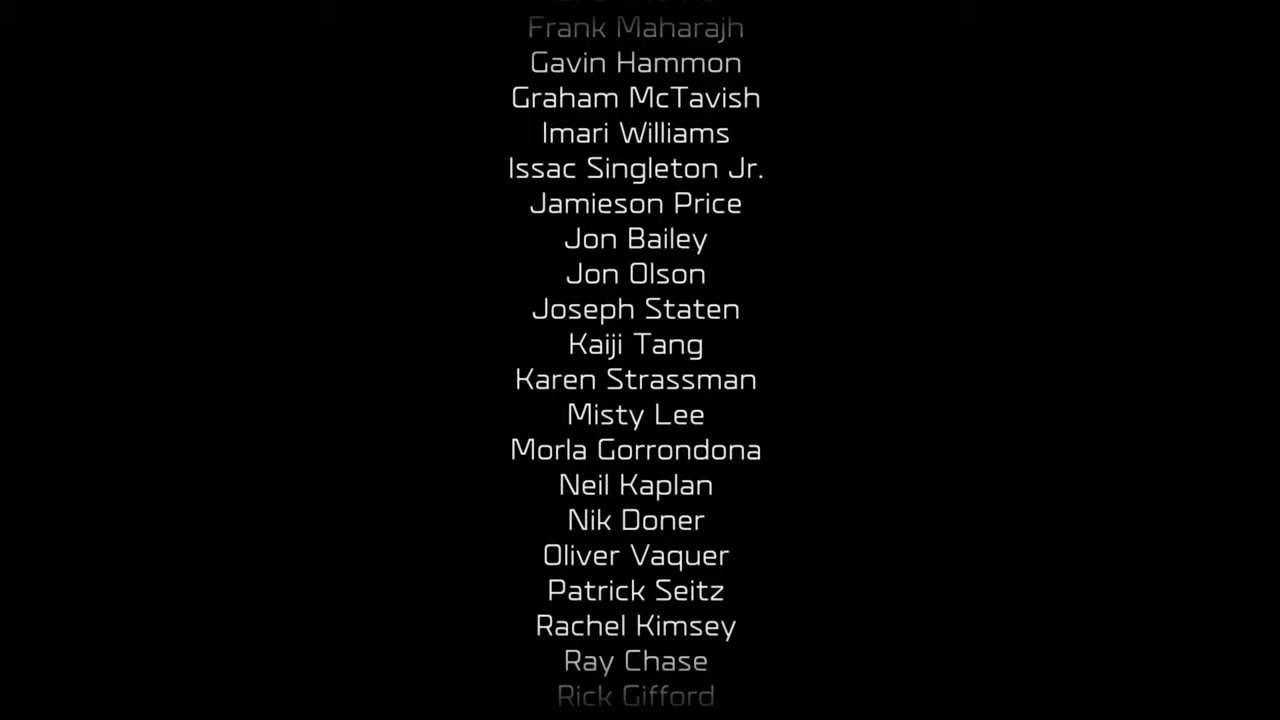 Frank Maharajh
Gavin Hammon
Graham McTavish
Imari Williams
Issac Singleton Jr.
Jamieson Price
Jon Bailey
Jon Olson
Joseph Staten
Kaiji Tang
Karen Strassman
Misty Lee
Morla Gorrondona
Neil Kaplan
Nik Doner
Oliver Vaquer
Patrick Seitz
Rachel Kimsey
Ray Chase
Rick Gifford